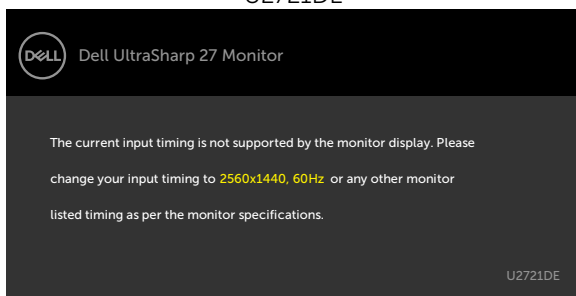 U2721DE
DELL
Dell UltraSharp 27 Monitor
The current input timing is not supported by the monitor display. Please
change your input timing to 2560x1440, 60Hz or any other monitor
listed timing as per the monitor specifications.
U2721DE